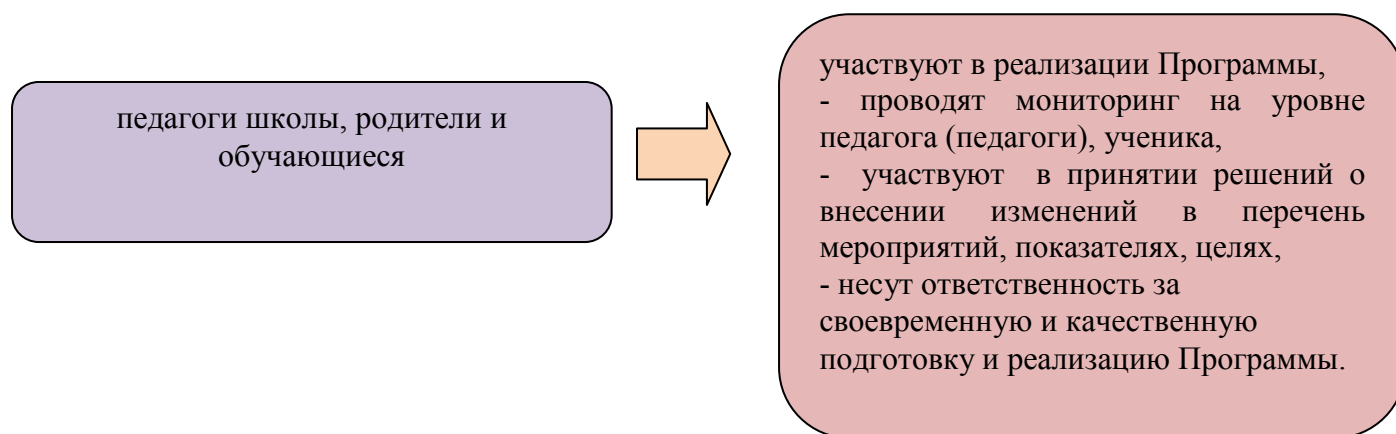 педагоги школы, родители и
обучающиеся
участвуют в реализации Программы,
- проводят мониторинг на уровне
педагога (педагоги), ученика,
- участвуют в принятии решений о
внесении изменений в перечень
мероприятий, показателях, целях,
- несут ответственность за
своевременную и качественную
подготовку и реализацию Программы.